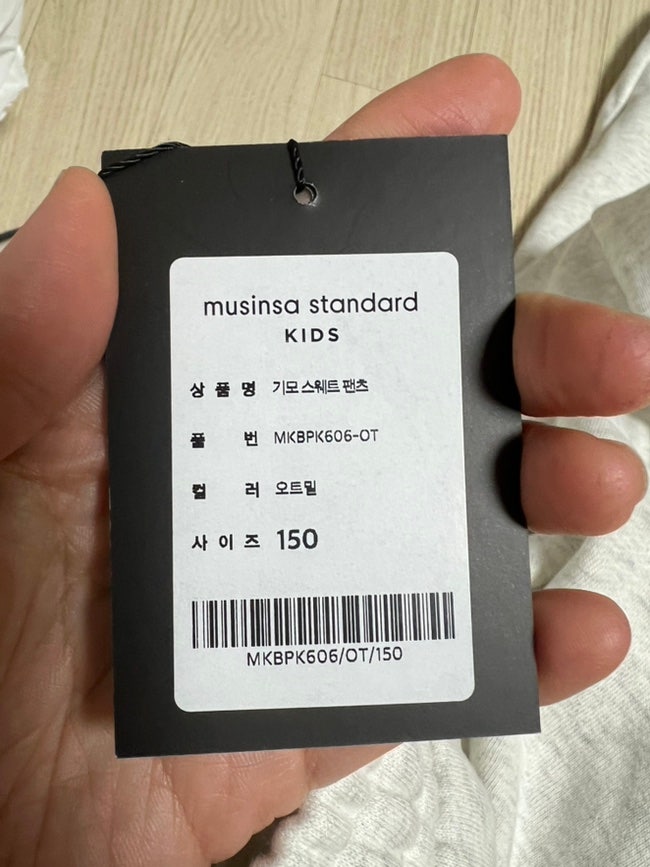 musinsa standard
KIDS
상품명 기모 스웨트 팬츠
품번 MKBPK606-OT
컬러 오트밀
사이즈 150
MKBPK606/OT/150